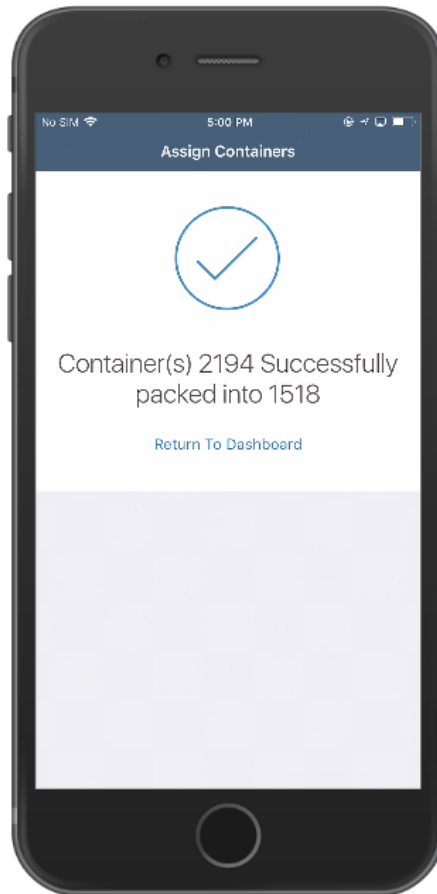 No SIM 5:00 PM
Assign Containers
Container(s) 2194 Successfully
packed into 1518
Return To Dashboard